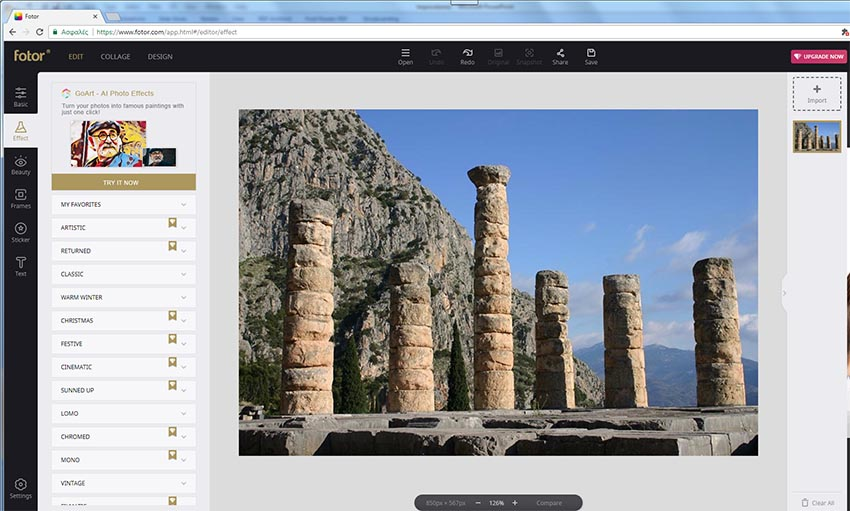 Fotor
Ασφαλές
https://www.fotor.com/app.html#/editor/effect
fotor
EDIT
COLLAGE
DESIGN
Open
Undo
Redo
Original
Snapshot
Share
Save
UPGRADE NOW
Basic
Effect
Beauty
Frames
Sticker
Text
Settings
GoArt - AI Photo Effects
Turn your photos into famous paintings with
just one click!
TRY IT NOW
MY FAVORITES
ARTISTIC
RETURNED
CLASSIC
WARM WINTER
CHRISTMAS
FESTIVE
CINEMATIC
SUNNED UP
LOMO
CHROMED
MONO
VINTAGE
850px × 567px
126%
Compare
Import
Clear All